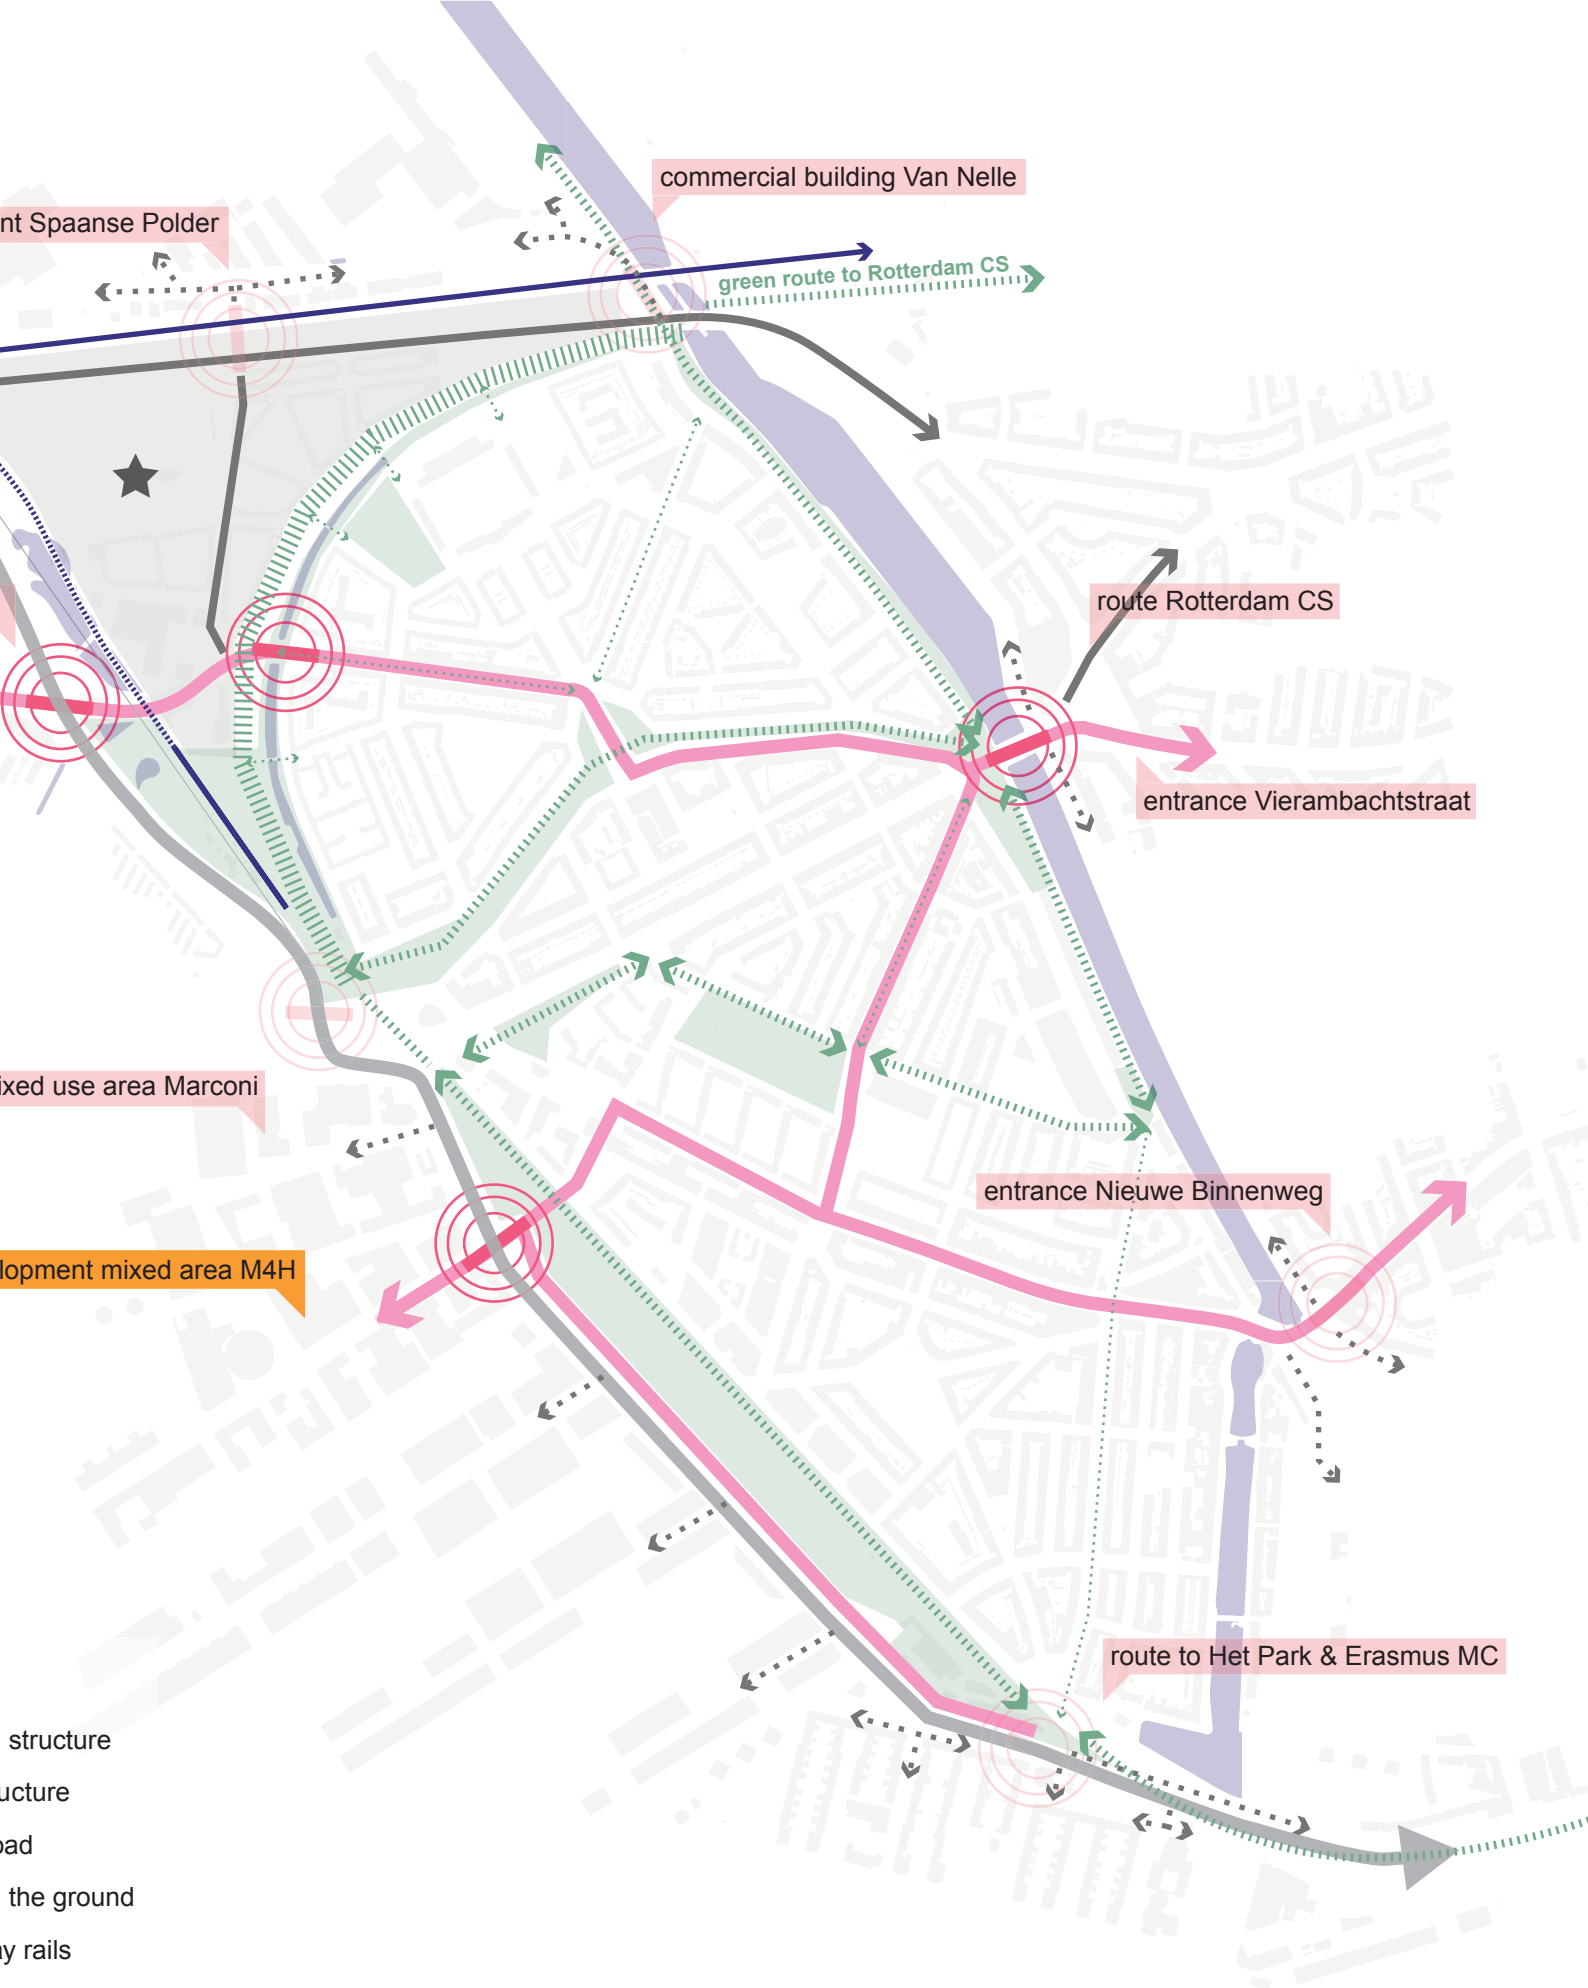 commercial building Van Nelle
nt Spaanse Polder
green route to Rotterdam CS
route Rotterdam CS
entrance Vierambachtstraat
ixed use area Marconi
entrance Nieuwe Binnenweg
lopment mixed area M4H
route to Het Park & Erasmus MC
structure
ucture
oad
the ground
ay rails